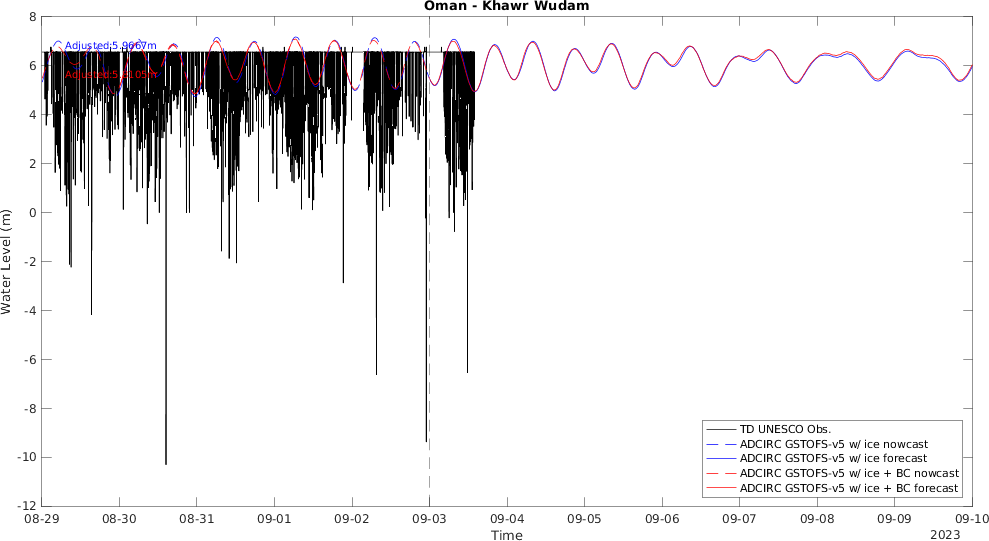 Oman - Khawr Wudam
Water Level (m)
8
6
4
2
0
-2
-4
-6
-8
-10
-12
Adjusted:5.9667m
TD UNESCO Obs.
ADCIRC GSTOFS-v5 w/ ice nowcast
ADCIRC GSTOFS-v5 w/ ice forecast
ADCIRC GSTOFS-v5 w/ ice + BC nowcast
ADCIRC GSTOFS-v5 w/ ice + BC forecast
08-29 08-30 08-31 09-01 09-02 09-03 09-04 09-05 09-06 09-07 09-08 09-09 09-10
Time
2023